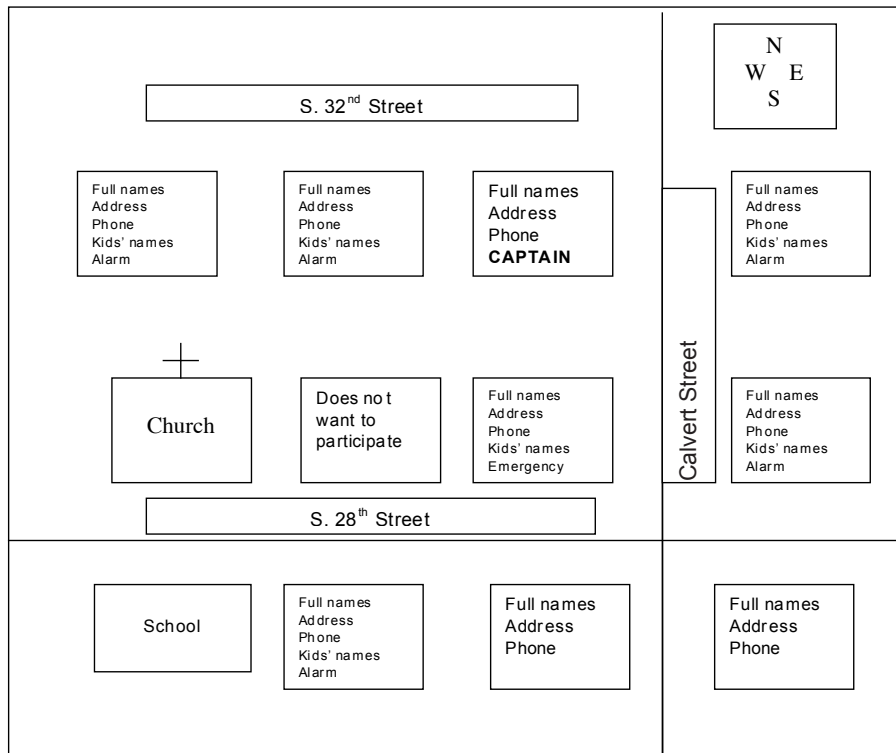 N
W E
S
S. 32nd Street
Full names
Address
Phone
Kids' names
Alarm
Full names
Address
Phone
Kids' names
Alarm
Full names
Address
Phone
CAPTAIN
Full names
Address
Phone
Kids' names
Alarm
Calvert Street
Church
Does not
want to
participate
Full names
Address
Phone
Kids' names
Emergency
Full names
Address
Phone
Kids' names
Alarm
S. 28th Street
School
Full names
Address
Phone
Kids' names
Alarm
Full names
Address
Phone
Full names
Address
Phone